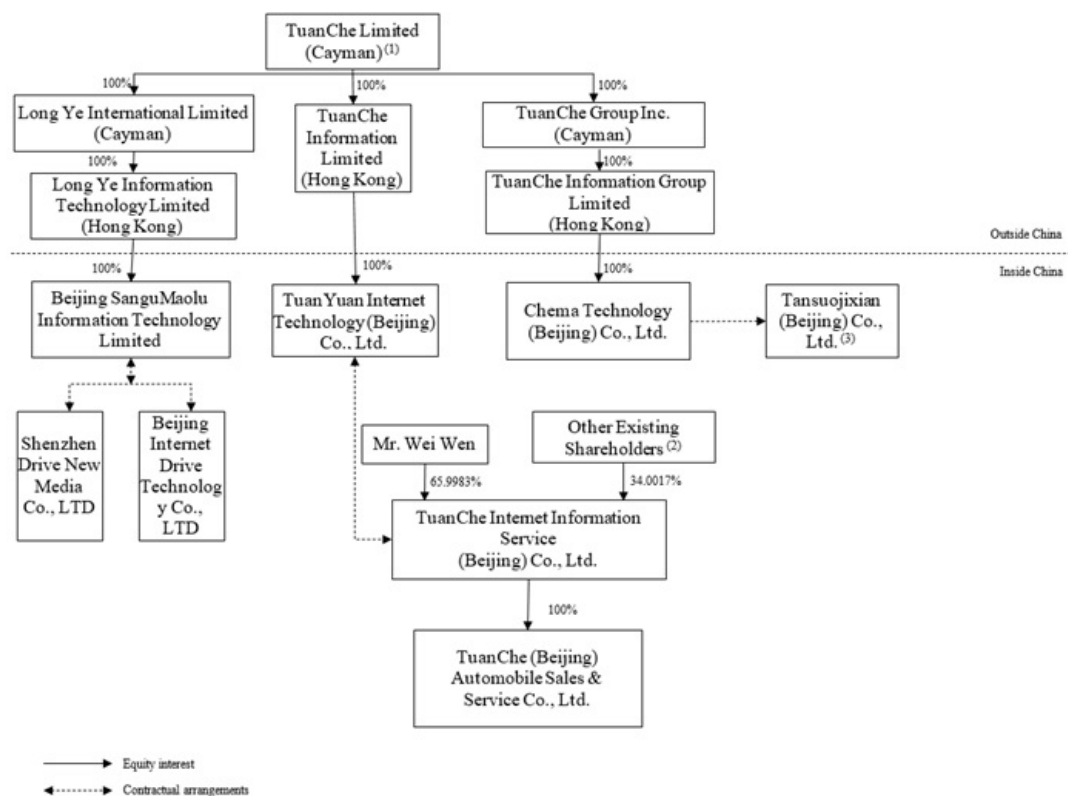 TuanChe Limited
(Cayman)(1)
100%
100%
100%
Long Ye International Limited
(Cayman)
TuanChe
Information
Limited
(Hong Kong)
TuanChe Group Inc.
(Cayman)
100%
100%
Long Ye Information
Technology Limited
(Hong Kong)
TuanChe Information Group
Limited
(Hong Kong)
Outside China
Inside China
100%
100%
100%
Beijing SanguMaolu
Information Technology
Limited
TuanYuan Internet
Technology (Beijing)
Co., Ltd.
Chema Technology
(Beijing) Co., Ltd.
Tansuojixian
(Beijing) Co.,
Ltd.(3)
Shenzhen
Drive New
Media
Co., LTD
Beijing
Internet
Drive
Technolog
y Co.,
LTD
Mr. Wei Wen
Other Existing
Shareholders(2)
65.9983%
34.0017%
TuanChe Internet Information
Service
(Beijing) Co., Ltd.
100%
TuanChe (Beijing)
Automobile Sales &
Service Co., Ltd.
Equity interest
Contractual arrangements